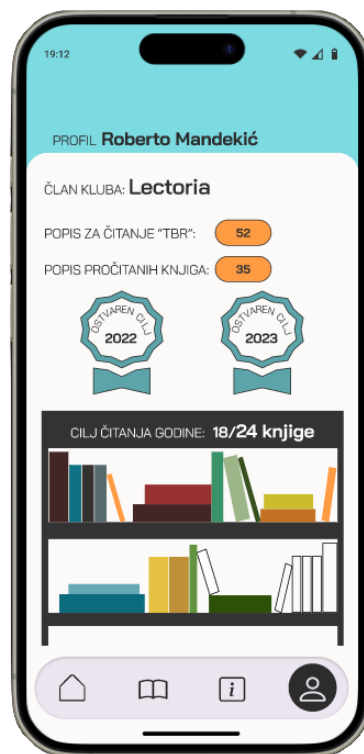 19:12
PROFIL Roberto Mandekić
ČLAN KLUBA: Lectoria
POPIS ZA ČITANJE "TBR": 52
POPIS PROČITANIH KNJIGA: 35
OSTVAREN CILJ
2022
OSTVAREN CILJ
2023
CILJ ČITANJA GODINE: 18/24 knjige
i